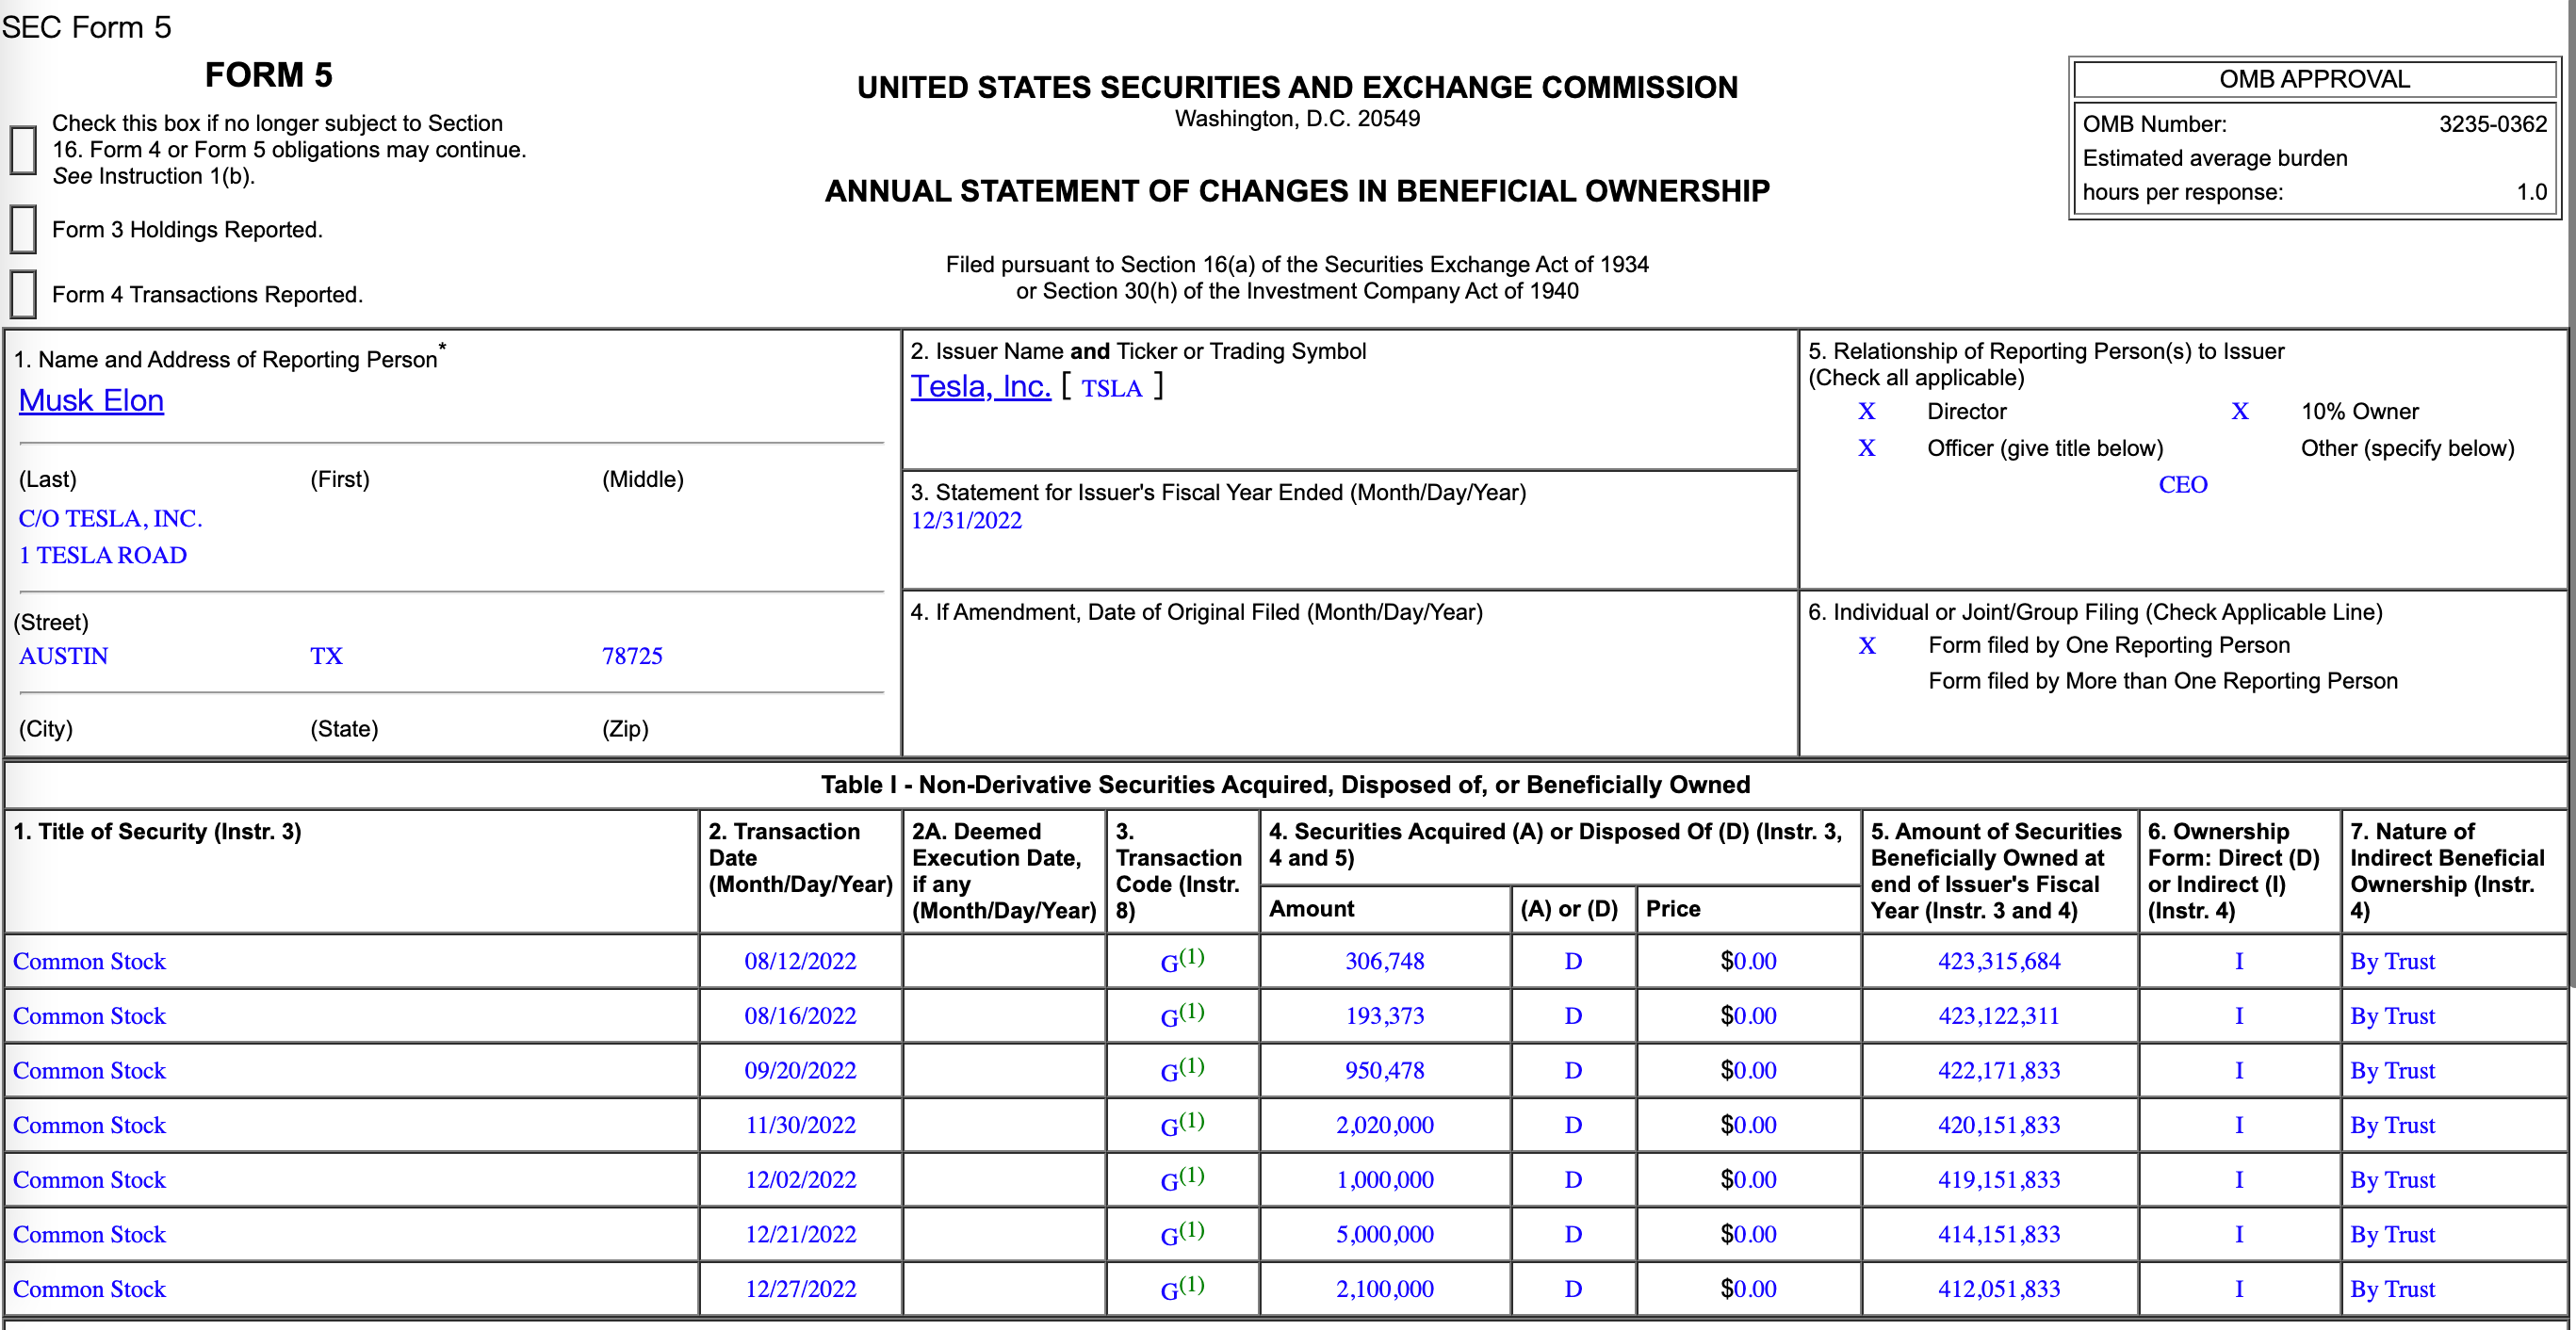 SEC Form 5
FORM 5
Check this box if no longer subject to Section
16. Form 4 or Form 5 obligations may continue.
See Instruction 1(b).
Form 3 Holdings Reported.
Form 4 Transactions Reported.
UNITED STATES SECURITIES AND EXCHANGE COMMISSION
Washington, D.C. 20549
ANNUAL STATEMENT OF CHANGES IN BENEFICIAL OWNERSHIP
Filed pursuant to Section 16(a) of the Securities Exchange Act of 1934
or Section 30(h) of the Investment Company Act of 1940
OMB APPROVAL
OMB Number: 3235-0362
Estimated average burden
hours per response: 1.0
1. Name and Address of Reporting Person*
Musk Elon
(Last) (First) (Middle)
C/O TESLA, INC.
1 TESLA ROAD
(Street)
AUSTIN TX 78725
(City) (State) (Zip)
2. Issuer Name and Ticker or Trading Symbol
Tesla, Inc. [ TSLA ]
3. Statement for Issuer's Fiscal Year Ended (Month/Day/Year)
12/31/2022
4. If Amendment, Date of Original Filed (Month/Day/Year)
5. Relationship of Reporting Person(s) to Issuer
(Check all applicable)
X Director X 10% Owner
X Officer (give title below) Other (specify below)
CEO
6. Individual or Joint/Group Filing (Check Applicable Line)
X Form filed by One Reporting Person
Form filed by More than One Reporting Person
Table I - Non-Derivative Securities Acquired, Disposed of, or Beneficially Owned
1. Title of Security (Instr. 3)
2. Transaction
Date
(Month/Day/Year)
2A. Deemed
Execution Date,
if any
(Month/Day/Year)
3.
Transaction
Code (Instr.
8)
4. Securities Acquired (A) or Disposed Of (D) (Instr. 3,
4 and 5)
Amount (A) or (D) Price
5. Amount of Securities
Beneficially Owned at
end of Issuer's Fiscal
Year (Instr. 3 and 4)
6. Ownership
Form: Direct (D)
or Indirect (I)
(Instr. 4)
7. Nature of
Indirect Beneficial
Ownership (Instr.
4)
Common Stock 08/12/2022 G(1) 306,748 D $0.00 423,315,684 I By Trust
Common Stock 08/16/2022 G(1) 193,373 D $0.00 423,122,311 I By Trust
Common Stock 09/20/2022 G(1) 950,478 D $0.00 422,171,833 I By Trust
Common Stock 11/30/2022 G(1) 2,020,000 D $0.00 420,151,833 I By Trust
Common Stock 12/02/2022 G(1) 1,000,000 D $0.00 419,151,833 I By Trust
Common Stock 12/21/2022 G(1) 5,000,000 D $0.00 414,151,833 I By Trust
Common Stock 12/27/2022 G(1) 2,100,000 D $0.00 412,051,833 I By Trust